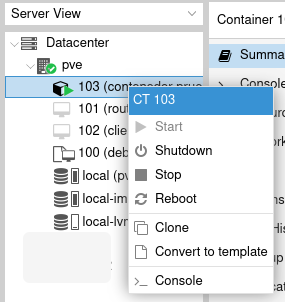 Server View
Container 1
Datacenter
pve
Summa
103 (contenedor prue
Console
CT 103
101 (rout
102 (clie
100 (deb
local (pv
local-im
local-lvn
Start
Shutdown
Stop
Reboot
Clone
Convert to template
Console